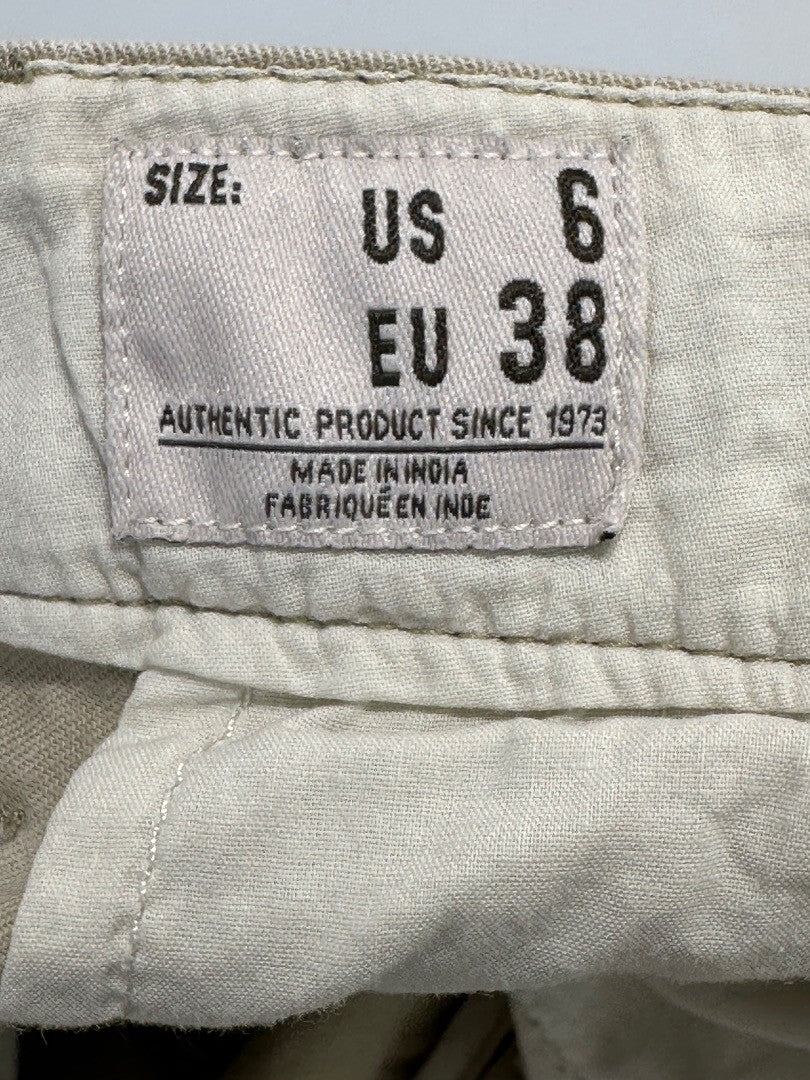 SIZE:
US 6
EU 38
AUTHENTIC PRODUCT SINCE 1973
MADE IN INDIA
FABRIQUÉ EN INDE